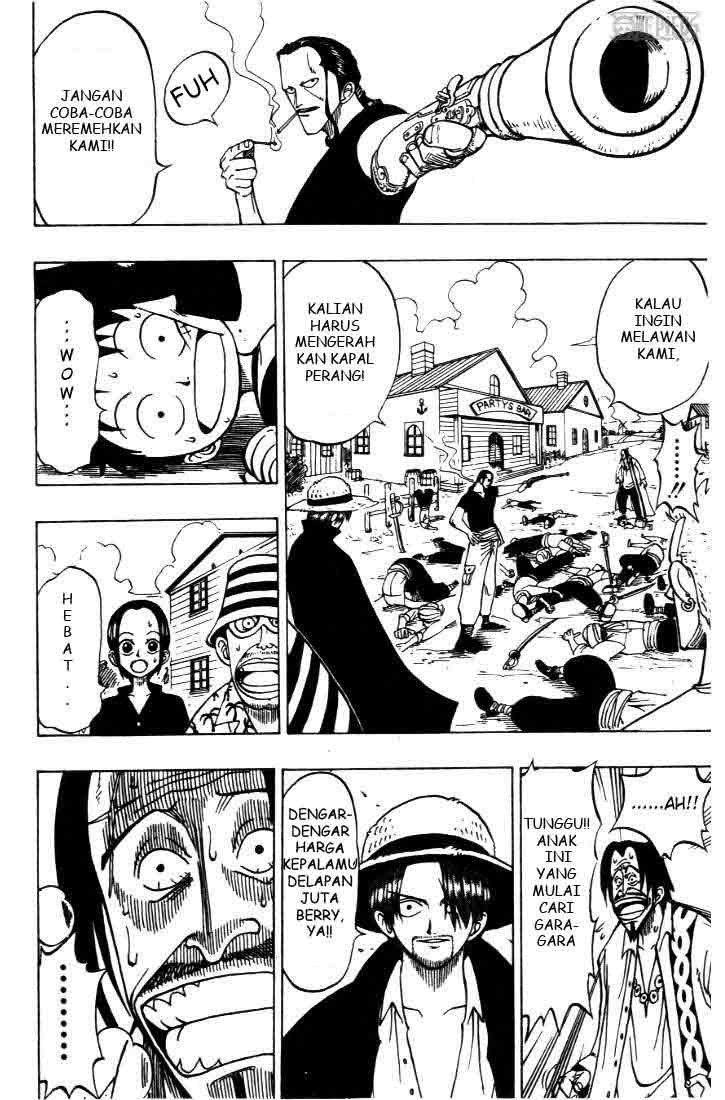 JANGAN
COBA-COBA
MEREMEHKAN
KAMI!!
FUH
KALAU
INGIN
MELAWAN
KAMI,
KALIAN
HARUS
MENGERAH
KAN KAPAL
PERANG!
PARTYS BAR
......!!
...WOW...
HEBAT..
......AH!!
TUNGGU!!
ANAK
INI
YANG
MULAI
CARI
GARA-
GARA
DENGAR-
DENGAR
HARGA
KEPALAMU
DELAPAN
JUTA
BERRY,
YA!!
.........